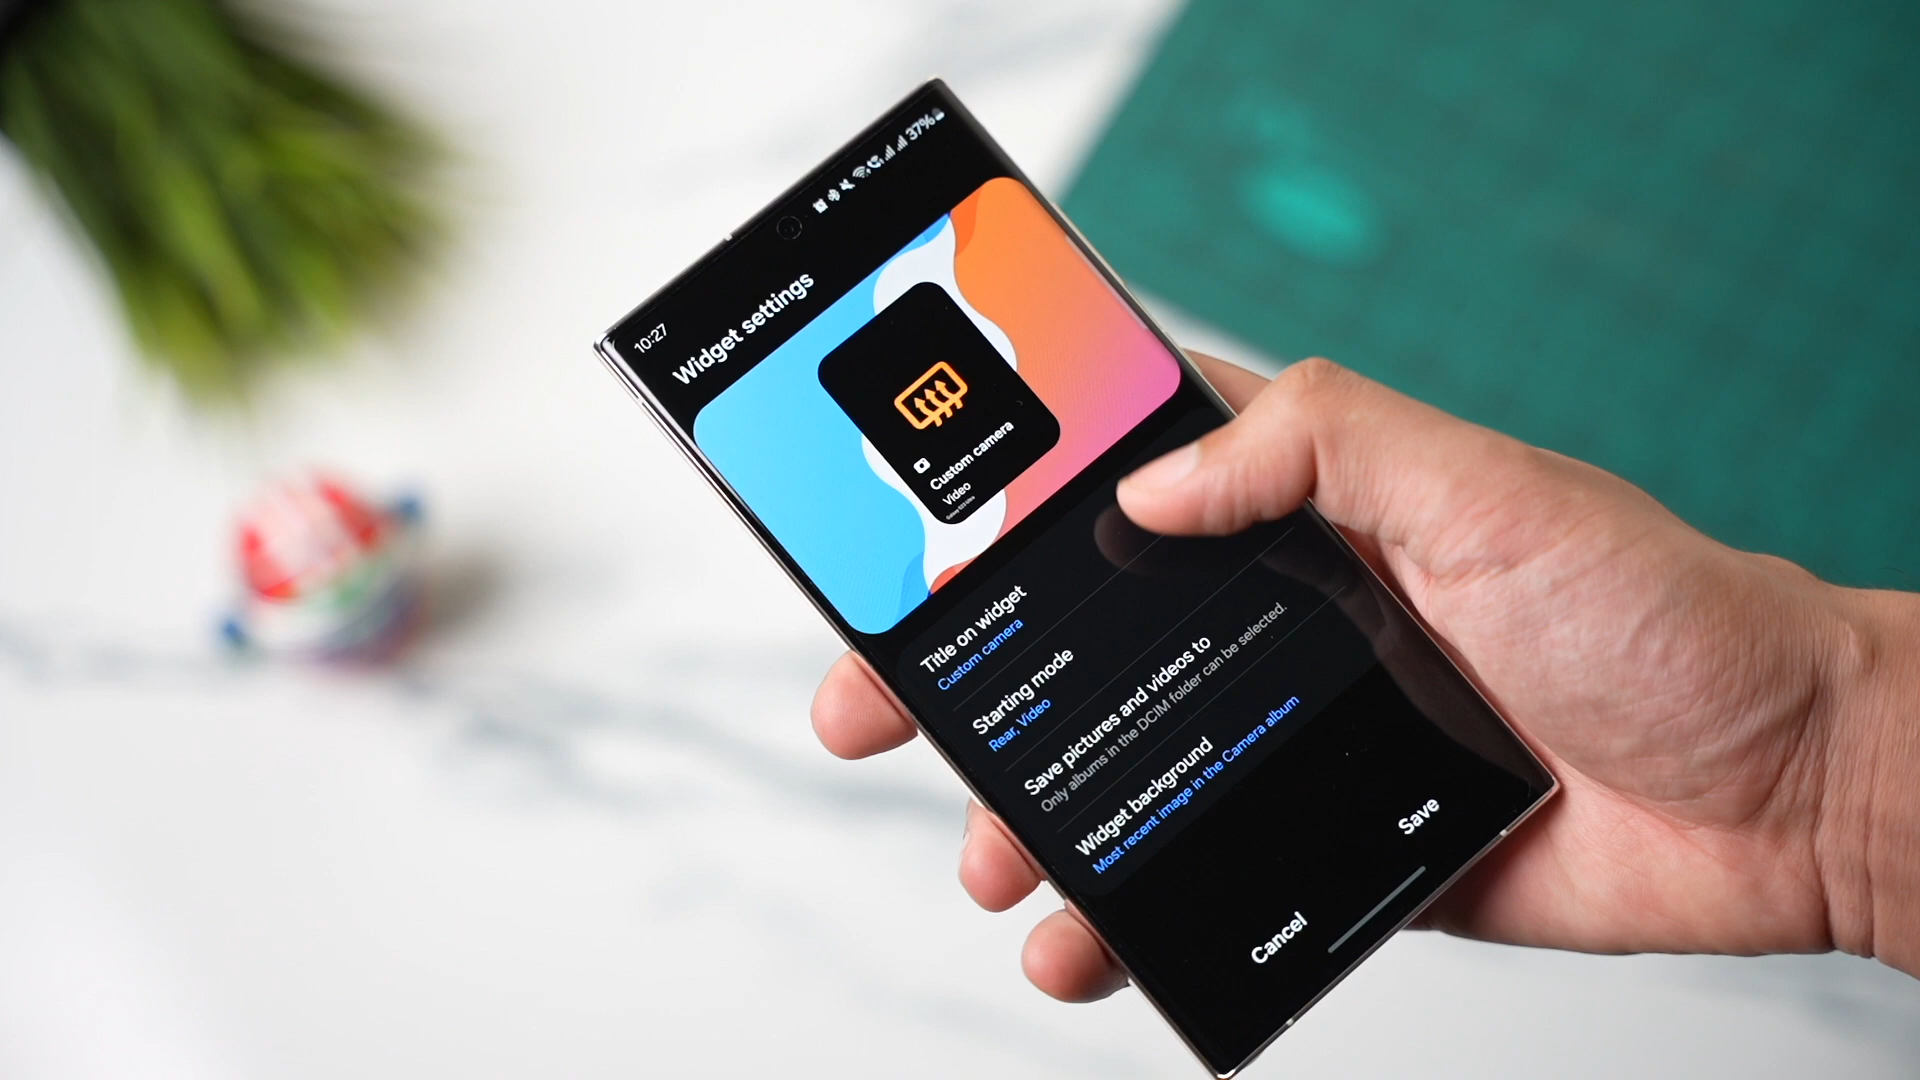 10:27
37%
Widget settings
Custom camera
Video
Title on widget
Custom camera
Starting mode
Rear, Video
Save pictures and videos to
Only albums in the DCIM folder can be selected.
Widget background
Most recent image in the Camera album
Cancel
Save